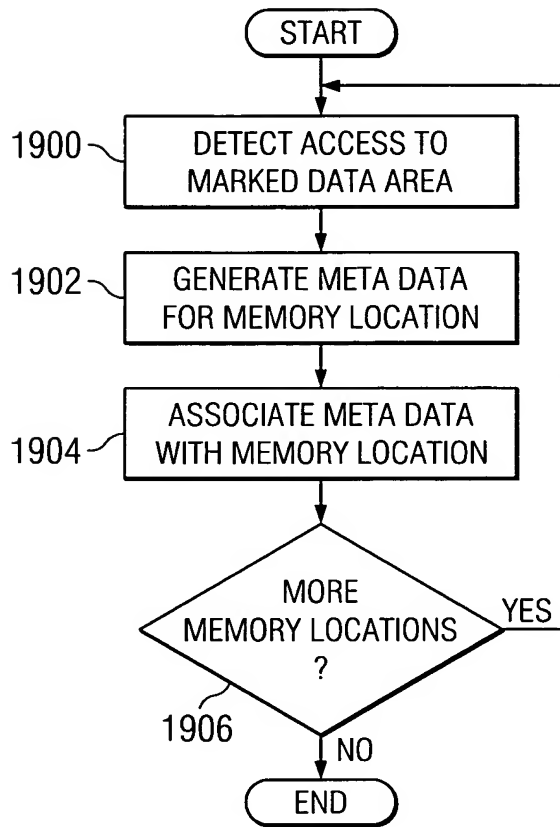 START
1900
DETECT ACCESS TO
MARKED DATA AREA
1902
GENERATE META DATA
FOR MEMORY LOCATION
1904
ASSOCIATE META DATA
WITH MEMORY LOCATION
MORE
MEMORY LOCATIONS
?
YES
1906
NO
END